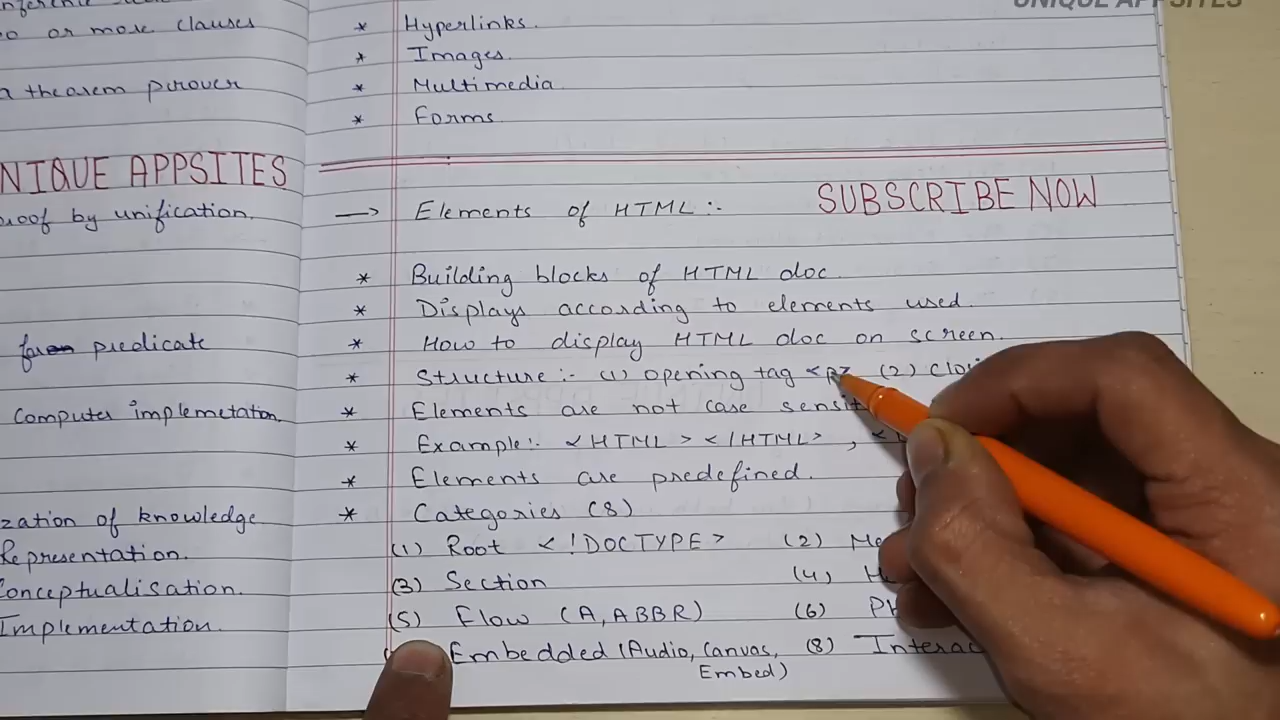 or more clauses
a theorem prover
NIQUE APPSITES
by unification.
predicate
Computer implemetation.
of knowledge
Representation.
Conceptualisation.
Implementation.
UNIQUE APPSITES
* Hyperlinks.
* Images.
* Multimedia
* Forms
SUBSCRIBE NOW
→ Elements of HTML :-
* Building blocks of HTML doc.
* Displays according to elements used.
* How to display HTML doc on screen.
* Structure :- (1) Opening tag <P> (2)
* Elements are not case
* Example :- <HTML> </HTML> ,
* Elements are predefined.
* Categories (8)
(1) Root <!DOCTYPE> (2)
(3) Section (4)
(5) Flow (A, ABBR) (6)
Embedded (Audio, Canvas, (8)
Embed)